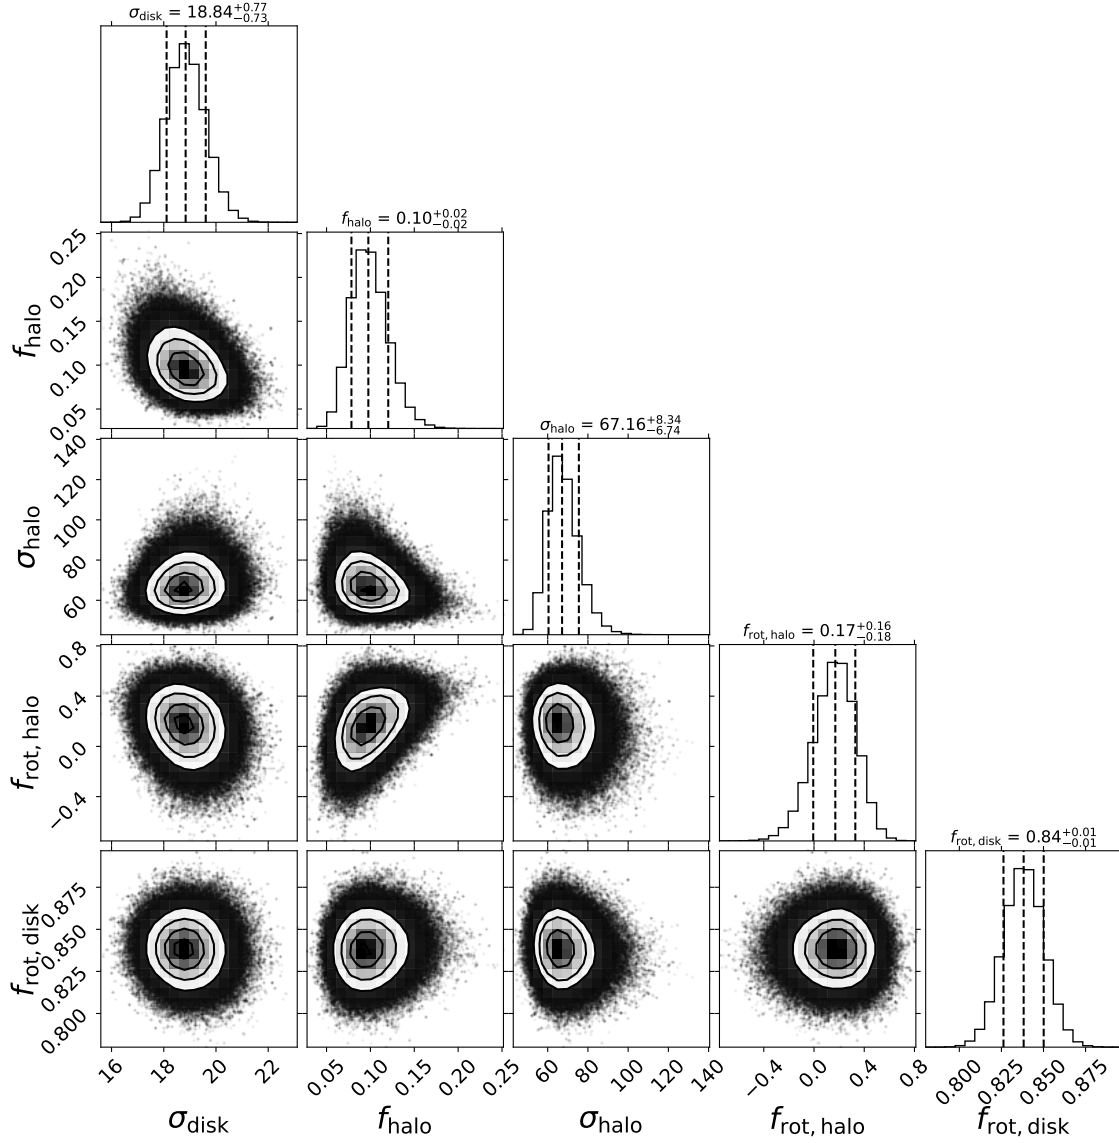 σ_disk = 18.84^{+0.77}_{−0.73}
f_halo = 0.10^{+0.02}_{−0.02}
0.25
0.20
0.15
0.10
0.05
f_halo
σ_halo = 67.16^{+8.34}_{−6.74}
140
120
100
80
60
σ_halo
f_rot, halo = 0.17^{+0.16}_{−0.18}
0.8
0.4
0.0
−0.4
f_rot, halo
f_rot, disk = 0.84^{+0.01}_{−0.01}
0.875
0.850
0.825
0.800
f_rot, disk
16 18 20 22
0.05 0.10 0.15 0.20 0.25
60 80 100 120 140
−0.4 0.0 0.4 0.8
0.800 0.825 0.850 0.875
σ_disk f_halo σ_halo f_rot, halo f_rot, disk